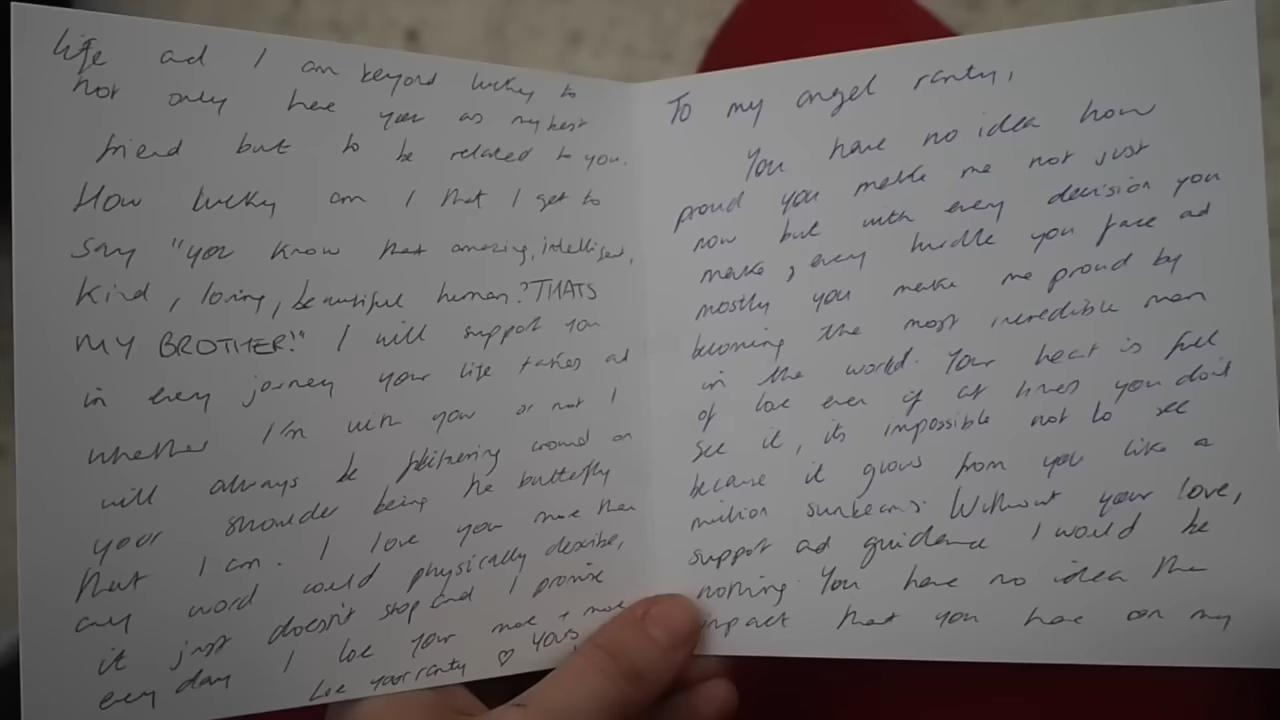 To my angel ranty,
You have no idea how
proud you make me not just
now but with every decision you
make, every hurdle you face ad
mostly you make me proud by
becoming the most incredible man
in the world. Your heart is full
of love even if at times you don't
see it, its impossible not to see
because it glows from you like a
million sunbeams. Without your love,
support ad guidance I would be
nothing. You have no idea the
impact that you have on my
life ad I am beyond lucky to
not only have you as my best
friend but to be related to you.
How lucky am I that I get to
say "you know that amazing, intelligent,
kind, loving, beautiful human? THATS
MY BROTHER!" I will support you
in every journey your life takes ad
whether I'm with you or not I
will always be flittering around on
your shoulder being the butterfly
that I am. I love you more than
any word could physically describe,
it just doesn't stop and I promise
every day I love your more + more
Love your ranty ♡ yours,